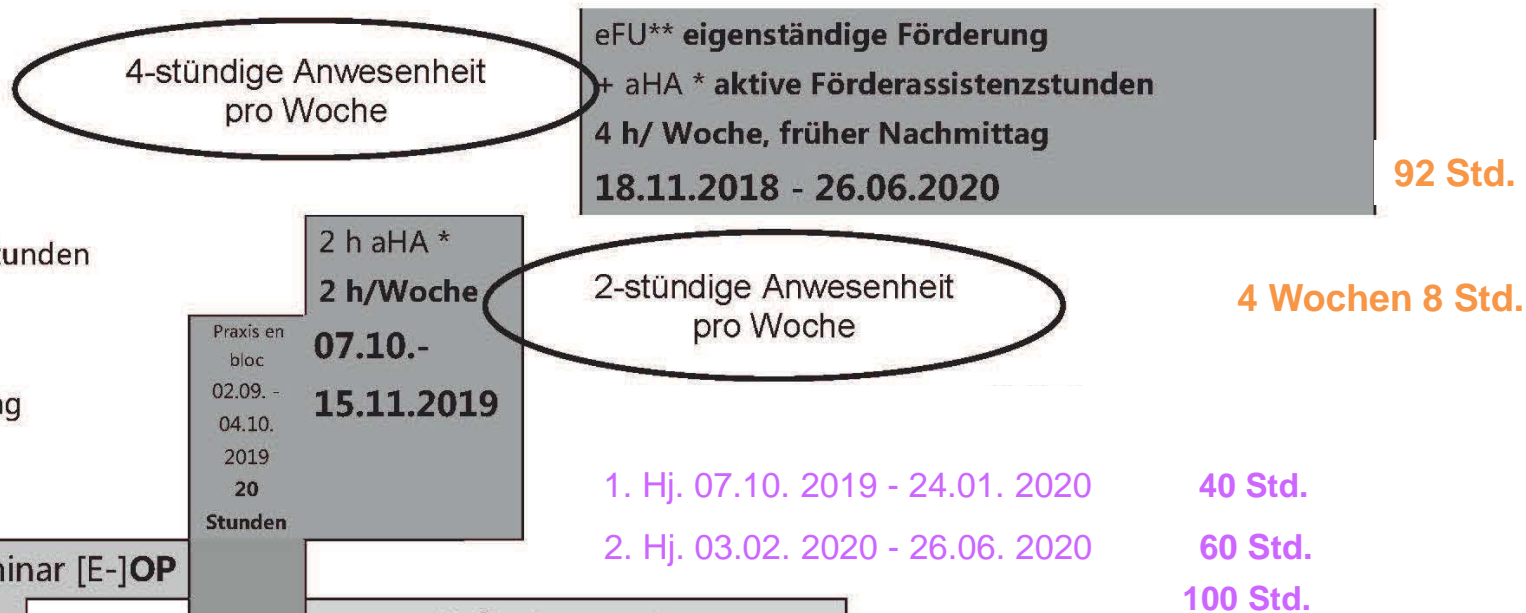 4-stündige Anwesenheit
pro Woche
eFU** eigenständige Förderung
+ aHA * aktive Förderassistenzstunden
4 h/ Woche, früher Nachmittag
18.11.2018 - 26.06.2020
92 Std.
2 h aHA *
2 h/Woche
07.10.-
15.11.2019
2-stündige Anwesenheit
pro Woche
4 Wochen 8 Std.
Praxis en
bloc
02.09. -
04.10.
2019
20
Stunden
1. Hj. 07.10. 2019 - 24.01. 2020 40 Std.
2. Hj. 03.02. 2020 - 26.06. 2020 60 Std.
100 Std.
[E-]OP